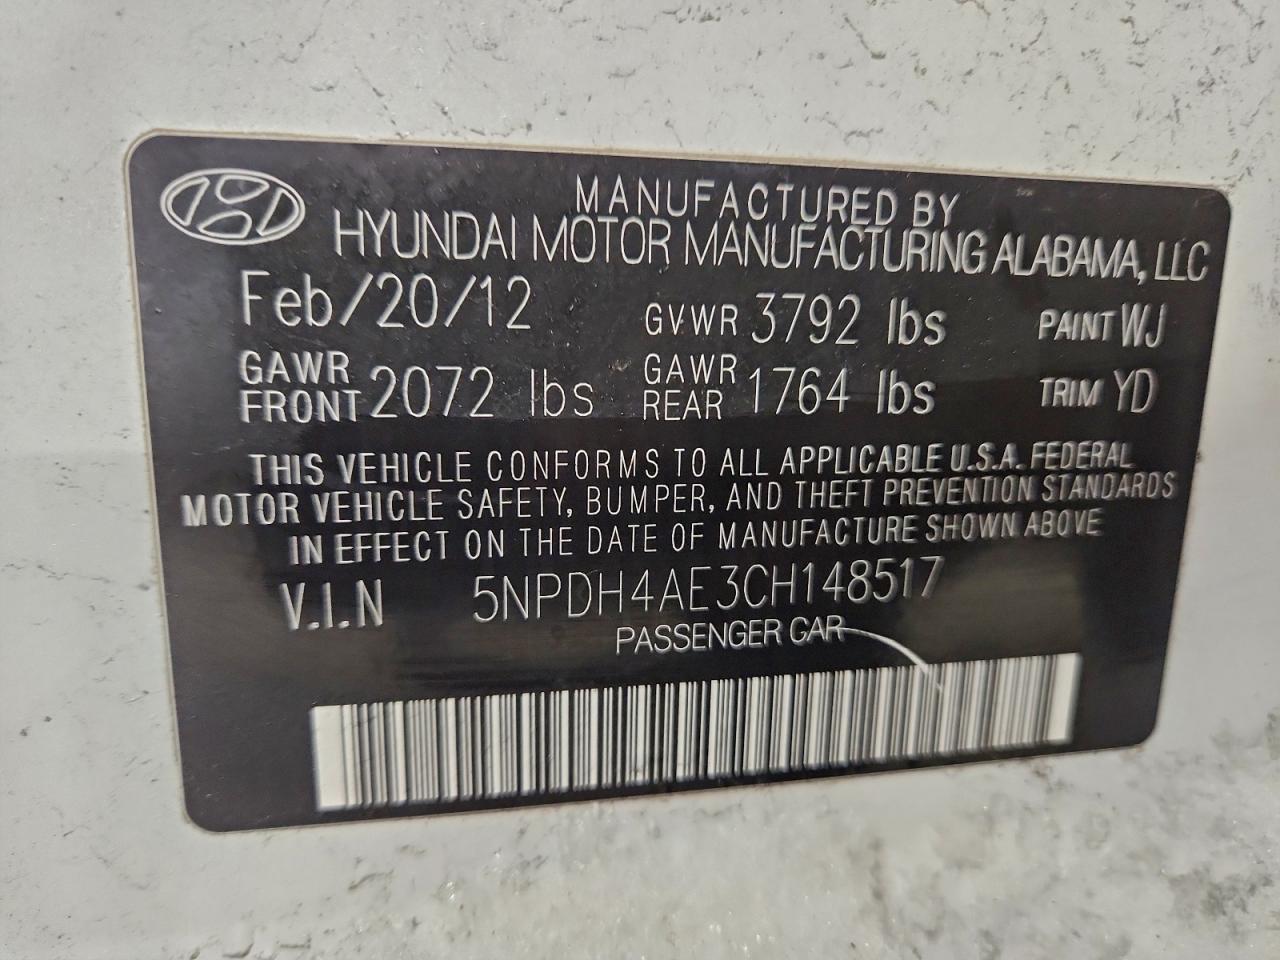 MANUFACTURED BY
HYUNDAI MOTOR MANUFACTURING ALABAMA, LLC
Feb/20/12 GVWR 3792 lbs PAINT WJ
GAWR FRONT 2072 lbs GAWR REAR 1764 lbs TRIM YD
THIS VEHICLE CONFORMS TO ALL APPLICABLE U.S.A. FEDERAL
MOTOR VEHICLE SAFETY, BUMPER, AND THEFT PREVENTION STANDARDS
IN EFFECT ON THE DATE OF MANUFACTURE SHOWN ABOVE
V.I.N 5NPDH4AE3CH148517
PASSENGER CAR